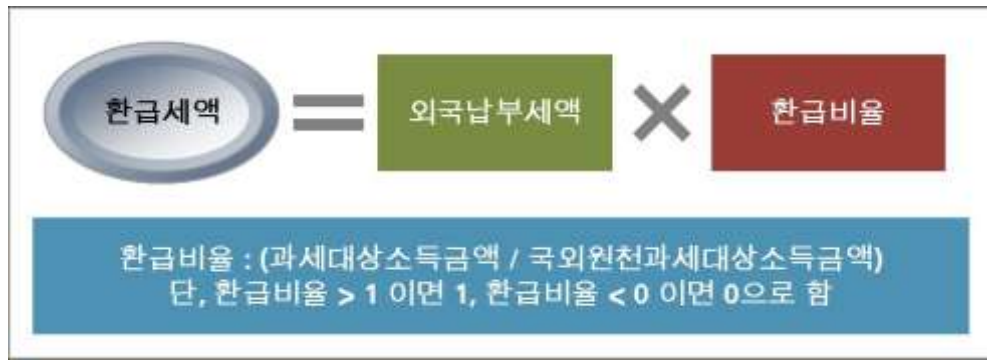 환급세액 = 외국납부세액 × 환급비율
환급비율 : (과세대상소득금액 / 국외원천과세대상소득금액)
단, 환급비율 > 1 이면 1, 환급비율 < 0 이면 0으로 함